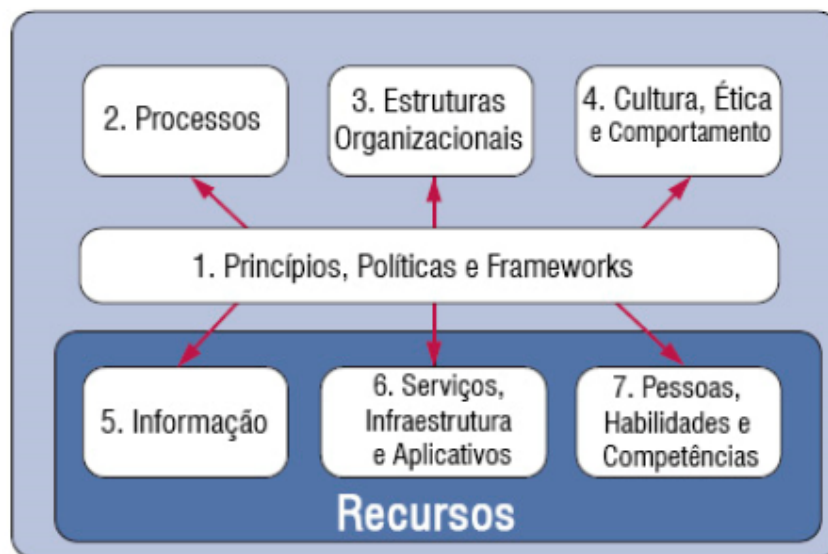 2. Processos
3. Estruturas
Organizacionais
4. Cultura, Ética
e Comportamento
1. Princípios, Políticas e Frameworks
5. Informação
6. Serviços,
Infraestrutura
e Aplicativos
7. Pessoas,
Habilidades e
Competências
Recursos